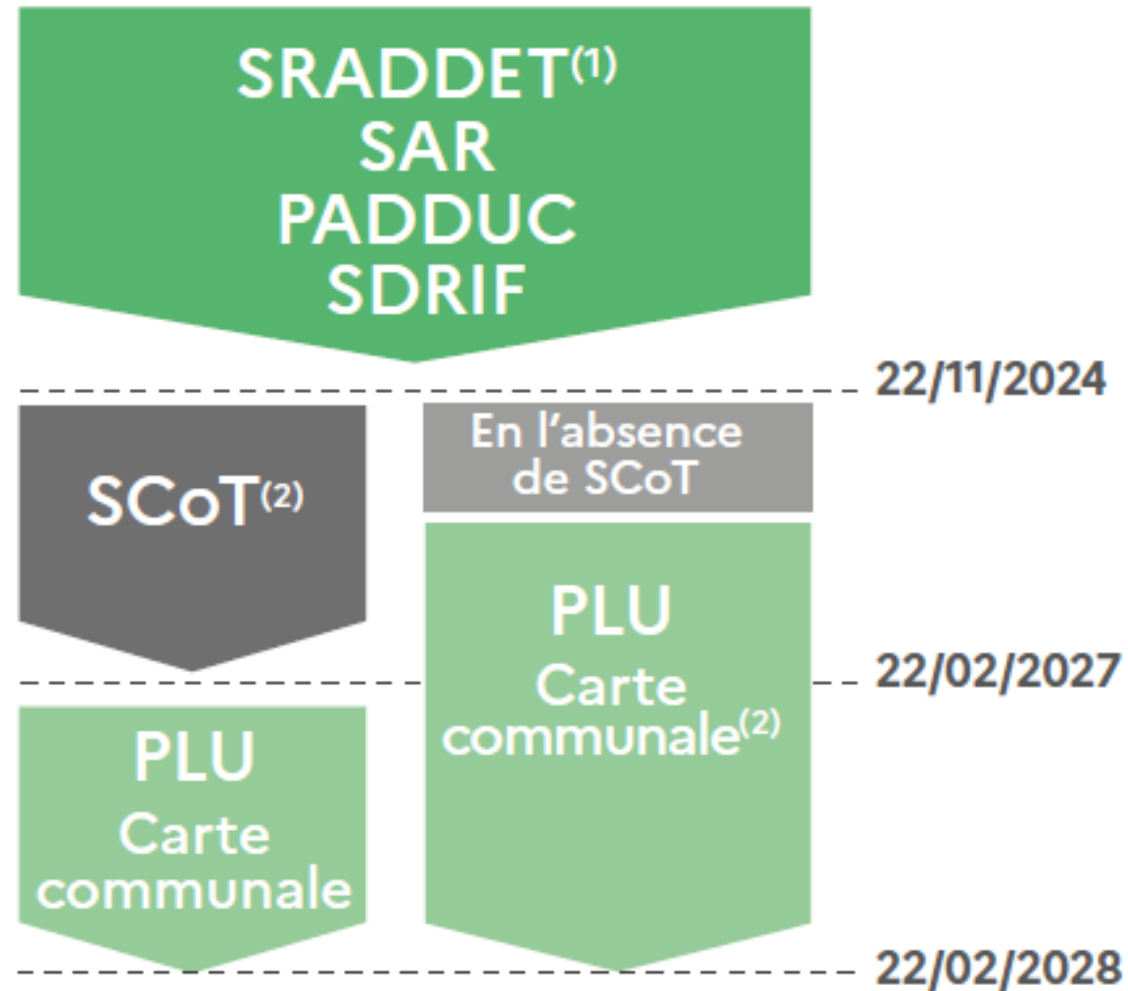 SRADDET(1)
SAR
PADDUC
SDRIF
22/11/2024
SCoT(2)
En l'absence
de SCoT
PLU
Carte
communale(2)
22/02/2027
PLU
Carte
communale
22/02/2028